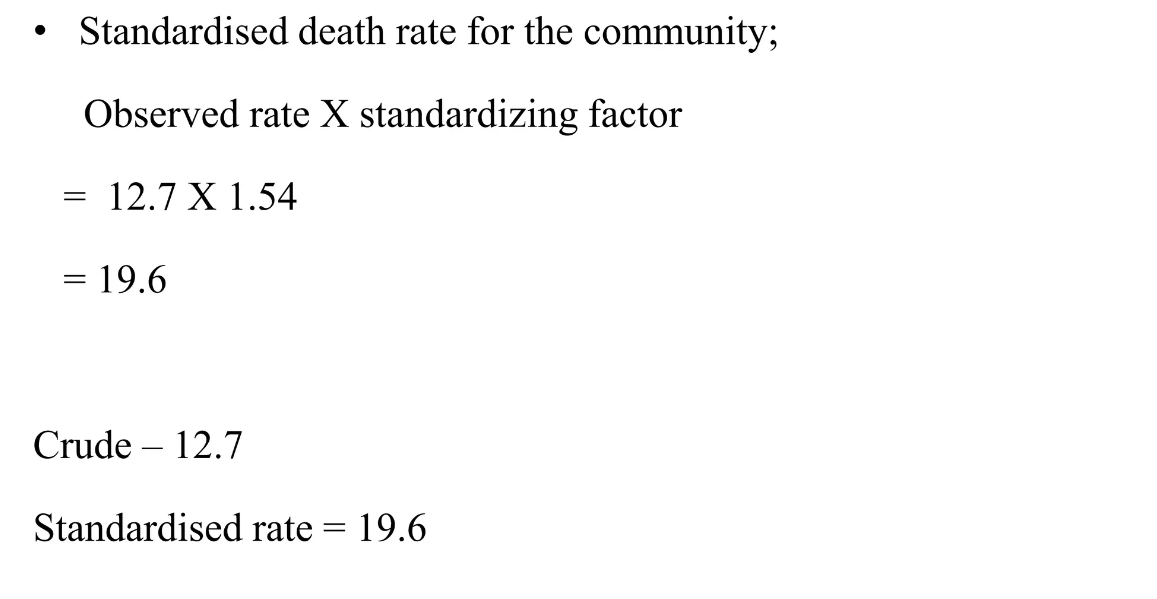 • Standardised death rate for the community;
Observed rate X standardizing factor
= 12.7 X 1.54
= 19.6
Crude – 12.7
Standardised rate = 19.6